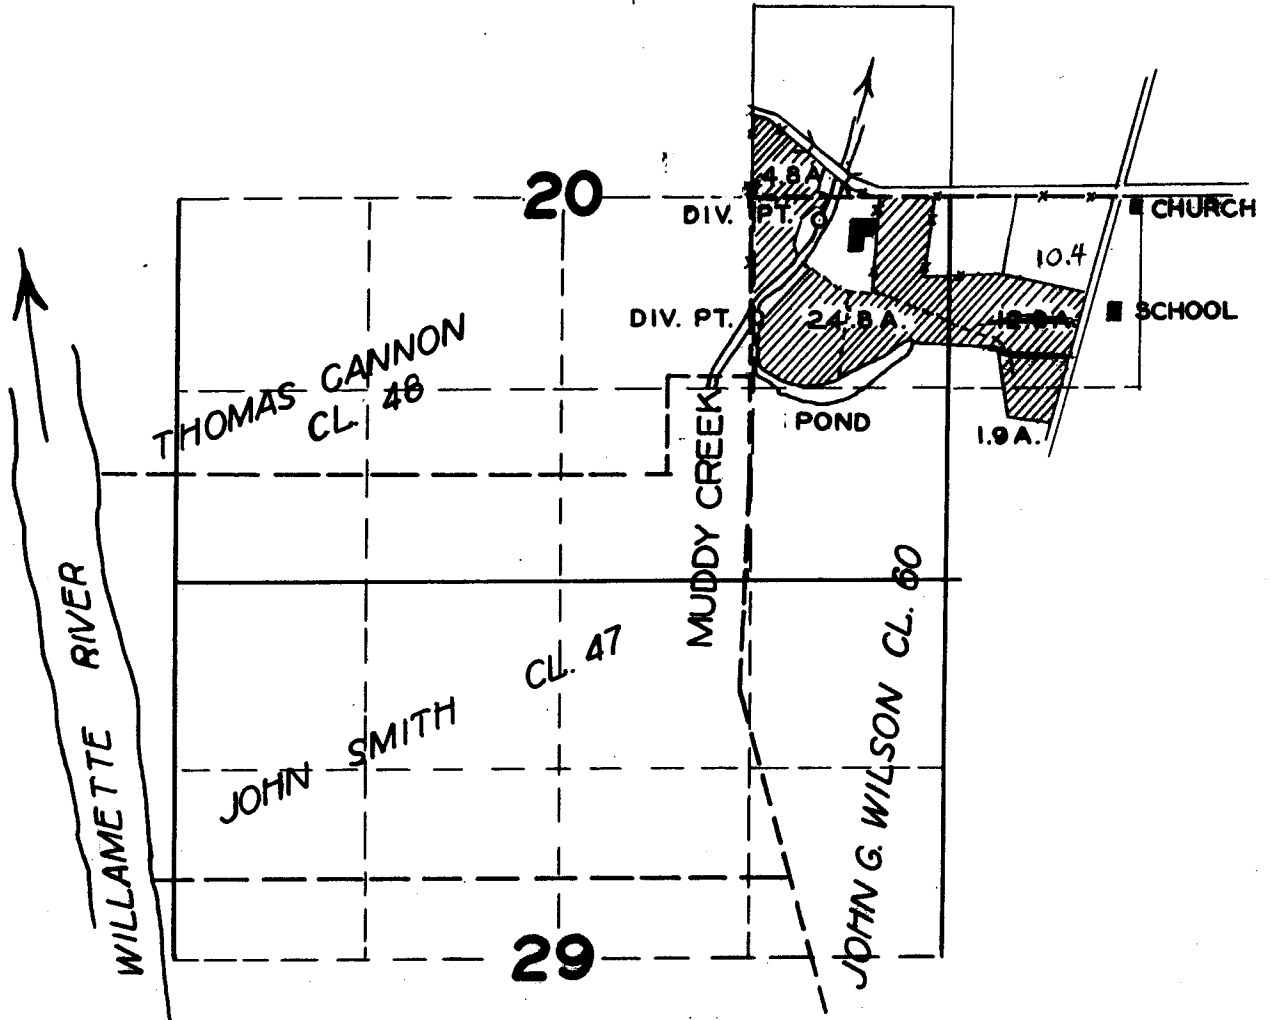 20
4.8 A
DIV. PT.
CHURCH
10.4
DIV. PT.
24.8 A.
SCHOOL
THOMAS CANNON
CL. 48
POND
1.9 A.
MUDDY CREEK
WILLAMETTE RIVER
JOHN SMITH CL. 47
JOHN G. WILSON CL. 60
29